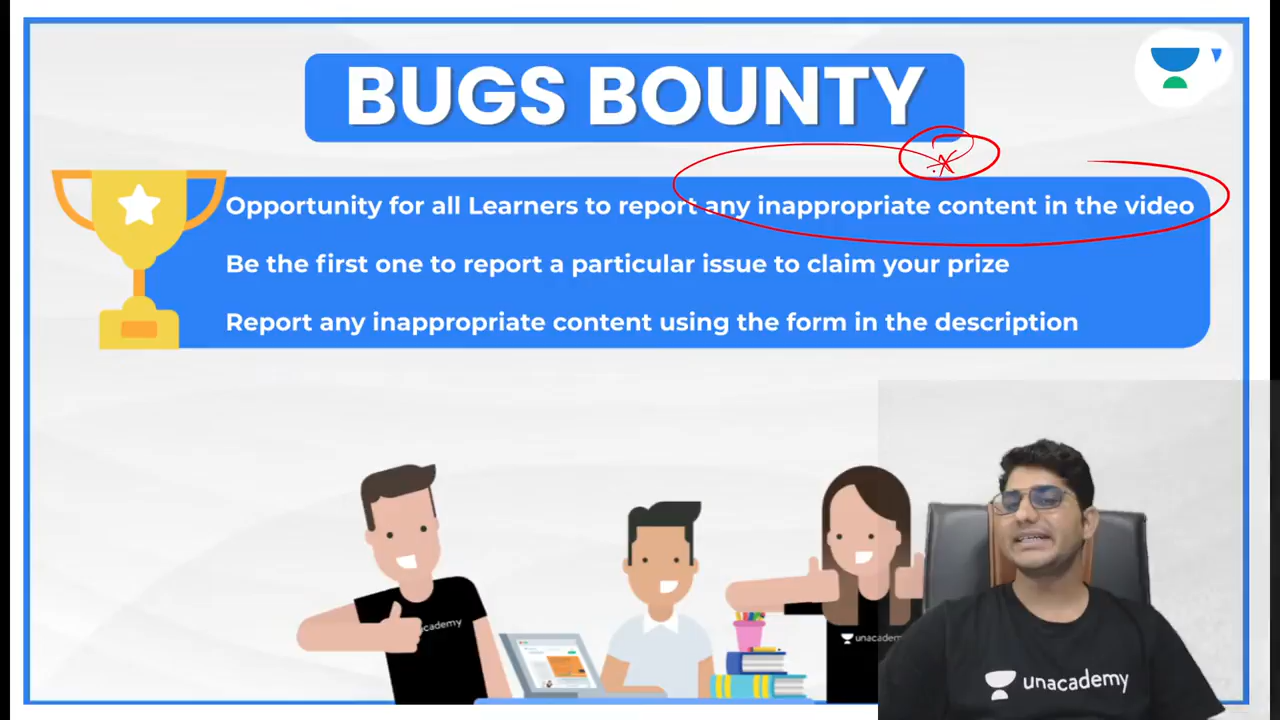 BUGS BOUNTY
Opportunity for all Learners to report any inappropriate content in the video
Be the first one to report a particular issue to claim your prize
Report any inappropriate content using the form in the description
unacademy
unacademy
unacademy